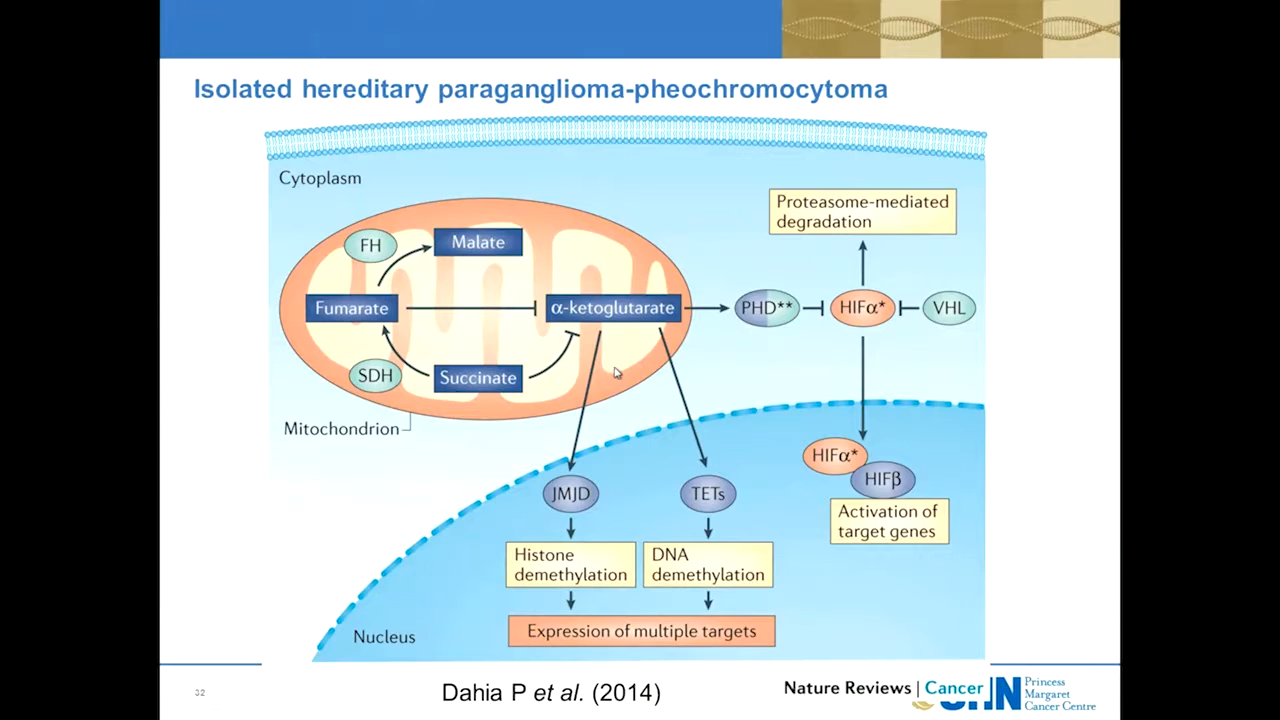 Isolated hereditary paraganglioma-pheochromocytoma
Cytoplasm
Proteasome-mediated
degradation
FH
Malate
Fumarate
α-ketoglutarate
PHD**
HIFα*
VHL
SDH
Succinate
Mitochondrion
HIFα*
HIFβ
JMJD
TETs
Activation of
target genes
Histone
demethylation
DNA
demethylation
Expression of multiple targets
Nucleus
32
Dahia P et al. (2014)
Nature Reviews | Cancer
Princess
Margaret
Cancer Centre